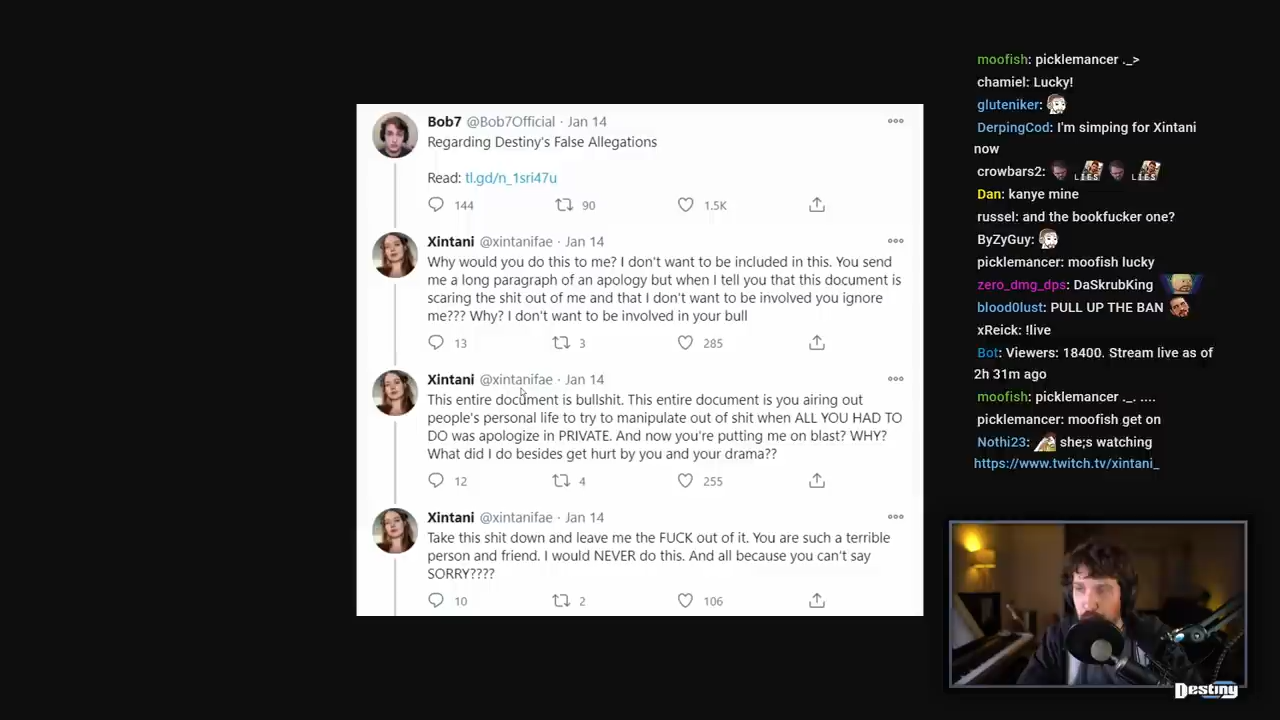 Bob7 @Bob7Official · Jan 14
Regarding Destiny's False Allegations
Read: tl.gd/n_1sri47u
144 90 1.5K
Xintani @xintanifae · Jan 14
Why would you do this to me? I don't want to be included in this. You send
me a long paragraph of an apology but when I tell you that this document is
scaring the shit out of me and that I don't want to be involved you ignore
me??? Why? I don't want to be involved in your bull
13 3 285
Xintani @xintanifae · Jan 14
This entire document is bullshit. This entire document is you airing out
people's personal life to try to manipulate out of shit when ALL YOU HAD TO
DO was apologize in PRIVATE. And now you're putting me on blast? WHY?
What did I do besides get hurt by you and your drama??
12 4 255
Xintani @xintanifae · Jan 14
Take this shit down and leave me the FUCK out of it. You are such a terrible
person and friend. I would NEVER do this. And all because you can't say
SORRY????
10 2 106
moofish: picklemancer ._>
chamiel: Lucky!
gluteniker:
DerpingCod: I'm simping for Xintani
now
crowbars2: LIES LIES
Dan: kanye mine
russel: and the bookfucker one?
ByZyGuy:
picklemancer: moofish lucky
zero_dmg_dps: DaSkrubKing
blood0lust: PULL UP THE BAN
xReick: !live
Bot: Viewers: 18400. Stream live as of
2h 31m ago
moofish: picklemancer ._. ....
picklemancer: moofish get on
Nothi23: she;s watching
https://www.twitch.tv/xintani_
Destiny